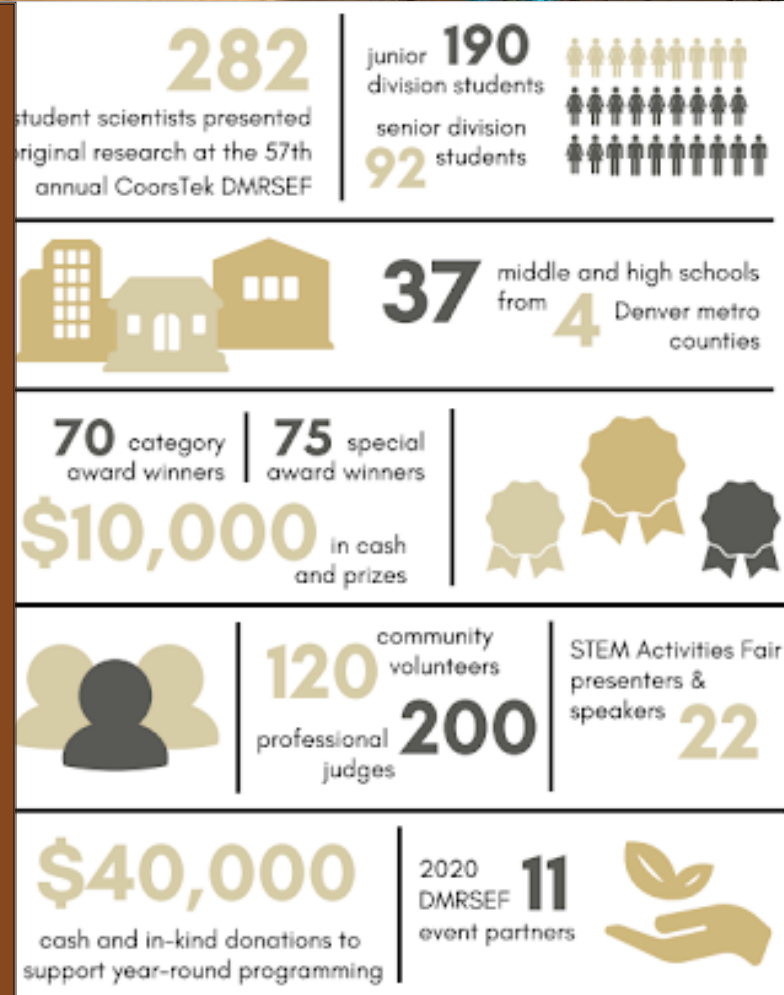 282
student scientists presented
original research at the 57th
annual CoorsTek DMRSEF
junior 190
division students
senior division
92 students
37 middle and high schools
from 4 Denver metro
counties
70 category
award winners
75 special
award winners
$10,000 in cash
and prizes
120 community
volunteers
professional 200
judges
STEM Activities Fair
presenters &
speakers 22
$40,000
cash and in-kind donations to
support year-round programming
2020
DMRSEF 11
event partners